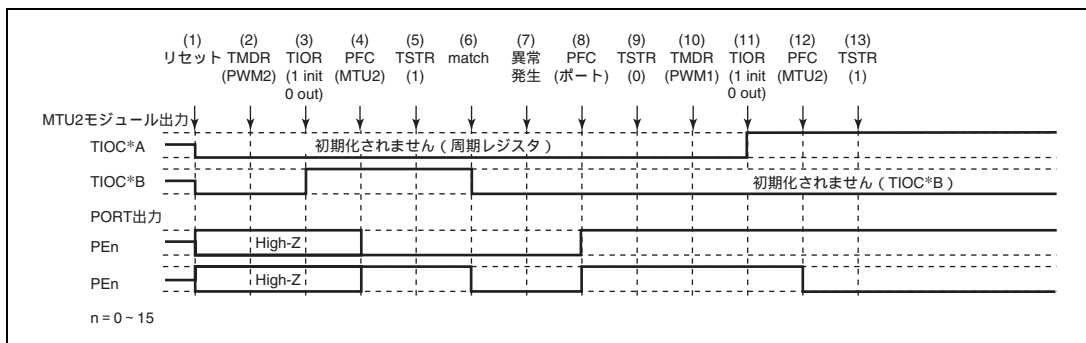 (1) (2) (3) (4) (5) (6) (7) (8) (9) (10) (11) (12) (13)
リセット TMDR TIOR PFC TSTR match 異常 PFC TSTR TMDR TIOR PFC TSTR
(PWM2) (1 init (MTU2) (1) 発生 (ポート) (0) (PWM1) (1 init (MTU2) (1)
0 out) 0 out)
MTU2モジュール出力
TIOC*A 初期化されません（周期レジスタ）
TIOC*B 初期化されません（TIOC*B）
PORT出力
PEn High-Z
PEn High-Z
n = 0 ~ 15